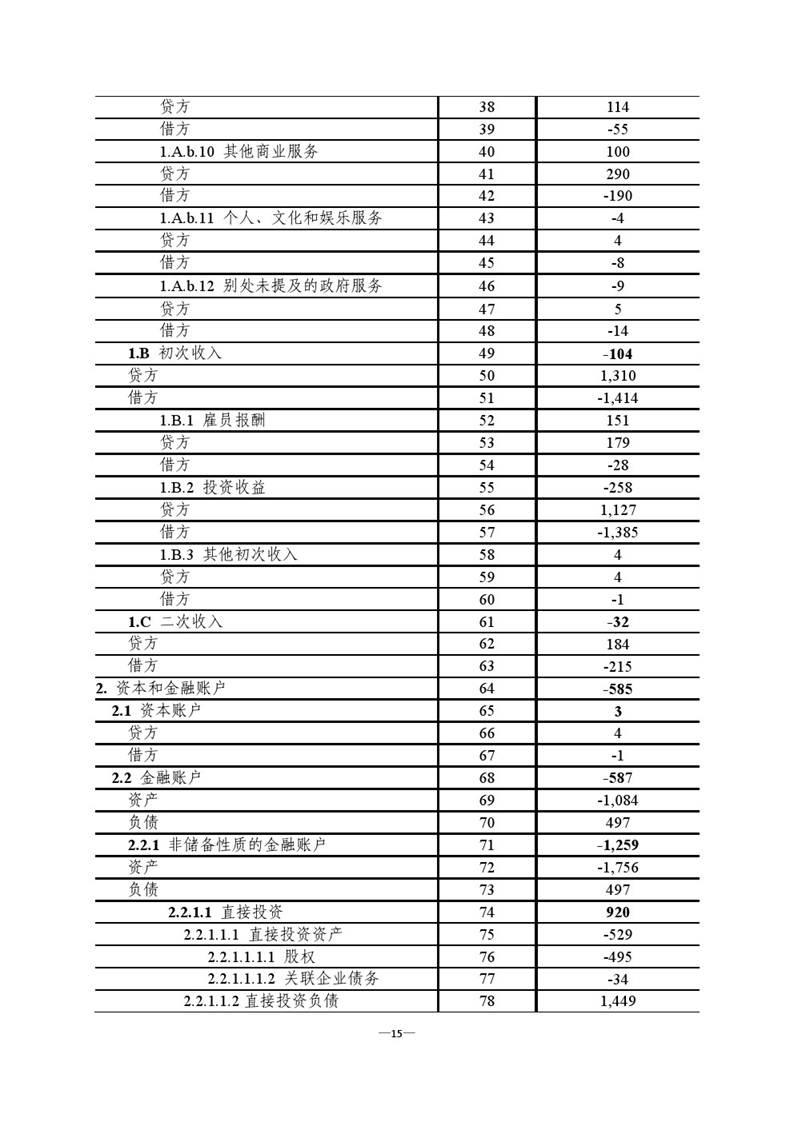 贷方 38 114
借方 39 -55
1.A.b.10 其他商业服务 40 100
贷方 41 290
借方 42 -190
1.A.b.11 个人、文化和娱乐服务 43 -4
贷方 44 4
借方 45 -8
1.A.b.12 别处未提及的政府服务 46 -9
贷方 47 5
借方 48 -14
1.B 初次收入 49 -104
贷方 50 1,310
借方 51 -1,414
1.B.1 雇员报酬 52 151
贷方 53 179
借方 54 -28
1.B.2 投资收益 55 -258
贷方 56 1,127
借方 57 -1,385
1.B.3 其他初次收入 58 4
贷方 59 4
借方 60 -1
1.C 二次收入 61 -32
贷方 62 184
借方 63 -215
2. 资本和金融账户 64 -585
2.1 资本账户 65 3
贷方 66 4
借方 67 -1
2.2 金融账户 68 -587
资产 69 -1,084
负债 70 497
2.2.1 非储备性质的金融账户 71 -1,259
资产 72 -1,756
负债 73 497
2.2.1.1 直接投资 74 920
2.2.1.1.1 直接投资资产 75 -529
2.2.1.1.1.1 股权 76 -495
2.2.1.1.1.2 关联企业债务 77 -34
2.2.1.1.2直接投资负债 78 1,449
—15—